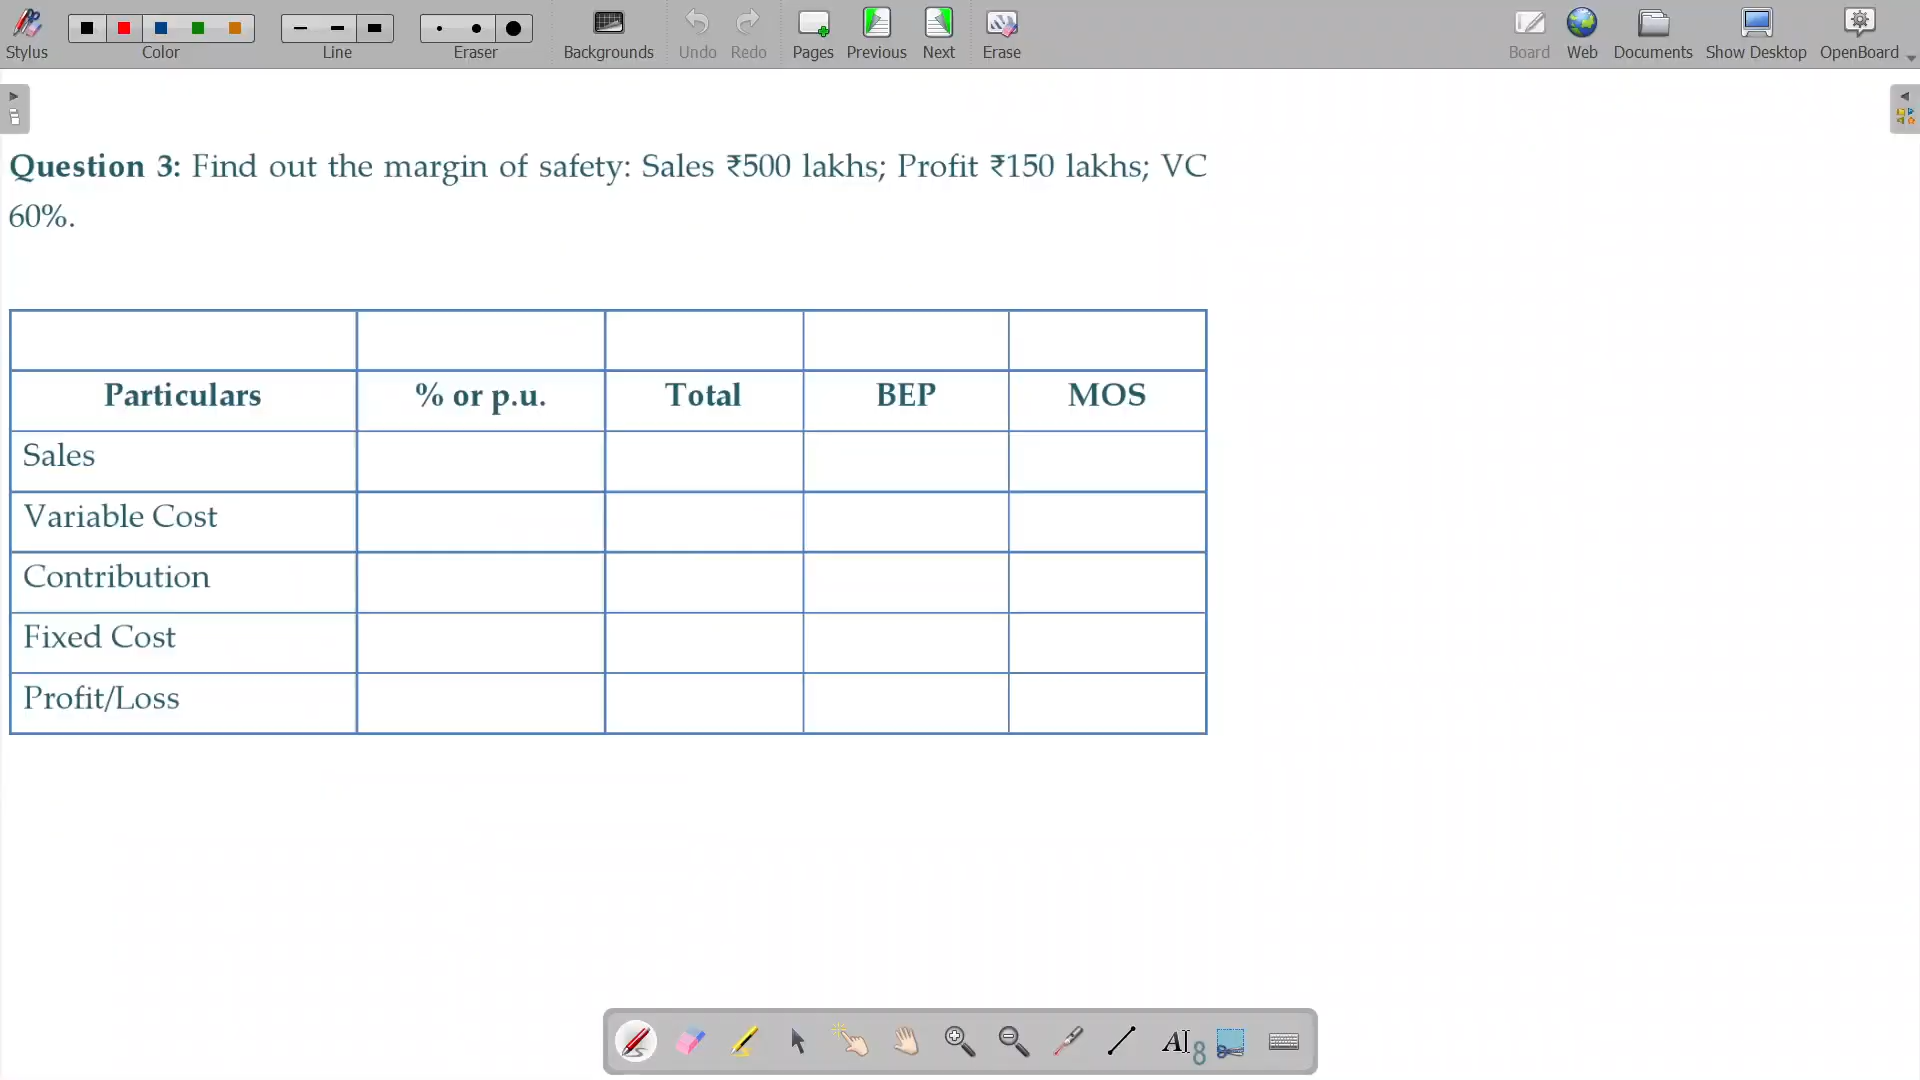 Stylus
Color
Line
Eraser
Backgrounds
Undo
Redo
Pages
Previous
Next
Erase
Board
Web
Documents
Show Desktop
OpenBoard
Question 3: Find out the margin of safety: Sales ₹500 lakhs; Profit ₹150 lakhs; VC
60%.
Particulars % or p.u. Total BEP MOS
Sales
Variable Cost
Contribution
Fixed Cost
Profit/Loss
AI
8